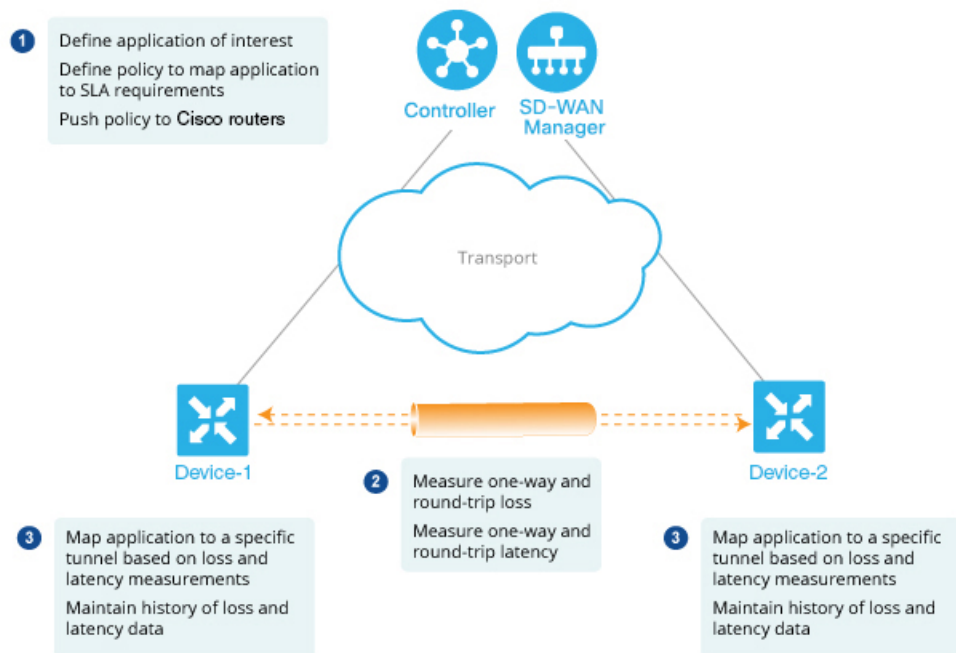 1
Define application of interest
Define policy to map application
to SLA requirements
Push policy to Cisco routers
Controller
SD-WAN
Manager
Transport
Device-1
Device-2
2
Measure one-way and
round-trip loss
Measure one-way and
round-trip latency
3
Map application to a specific
tunnel based on loss and
latency measurements
Maintain history of loss and
latency data
3
Map application to a specific
tunnel based on loss and
latency measurements
Maintain history of loss and
latency data